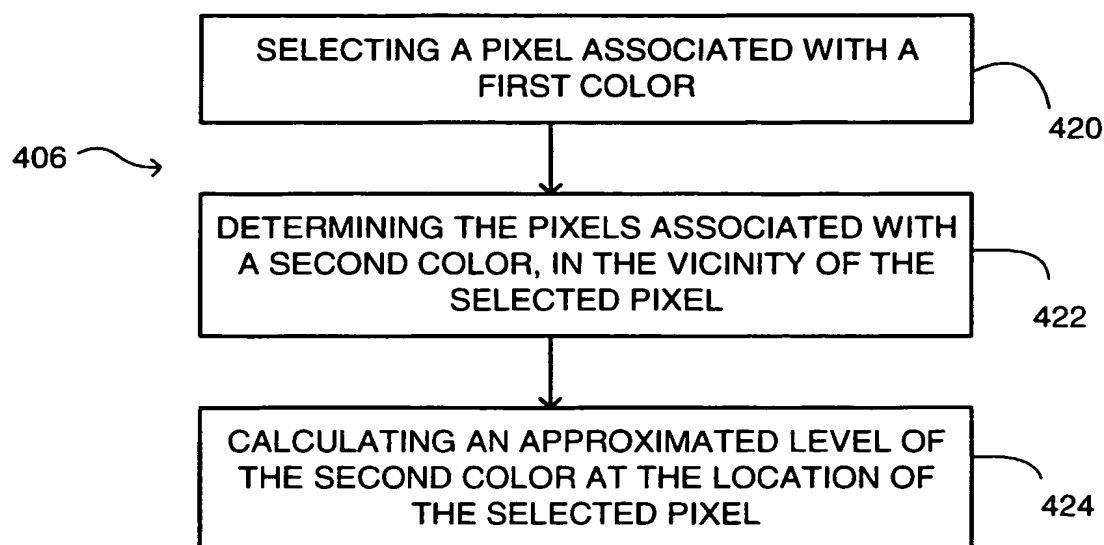 SELECTING A PIXEL ASSOCIATED WITH A
FIRST COLOR
420
406
DETERMINING THE PIXELS ASSOCIATED WITH
A SECOND COLOR, IN THE VICINITY OF THE
SELECTED PIXEL
422
CALCULATING AN APPROXIMATED LEVEL OF
THE SECOND COLOR AT THE LOCATION OF
THE SELECTED PIXEL
424